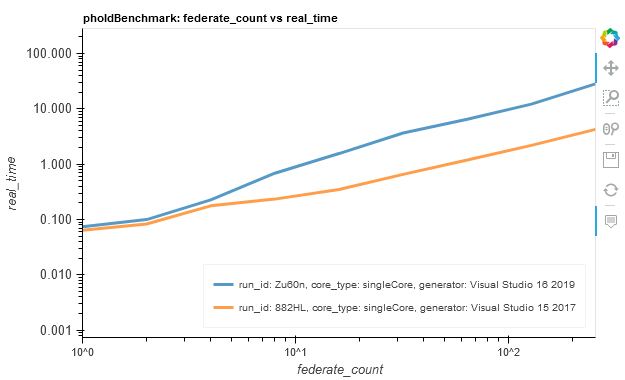 pholdBenchmark: federate_count vs real_time
100.000
10.000
1.000
0.100
0.010
0.001
real_time
run_id: Zu60n, core_type: singleCore, generator: Visual Studio 16 2019
run_id: 882HL, core_type: singleCore, generator: Visual Studio 15 2017
10^0
10^1
10^2
federate_count